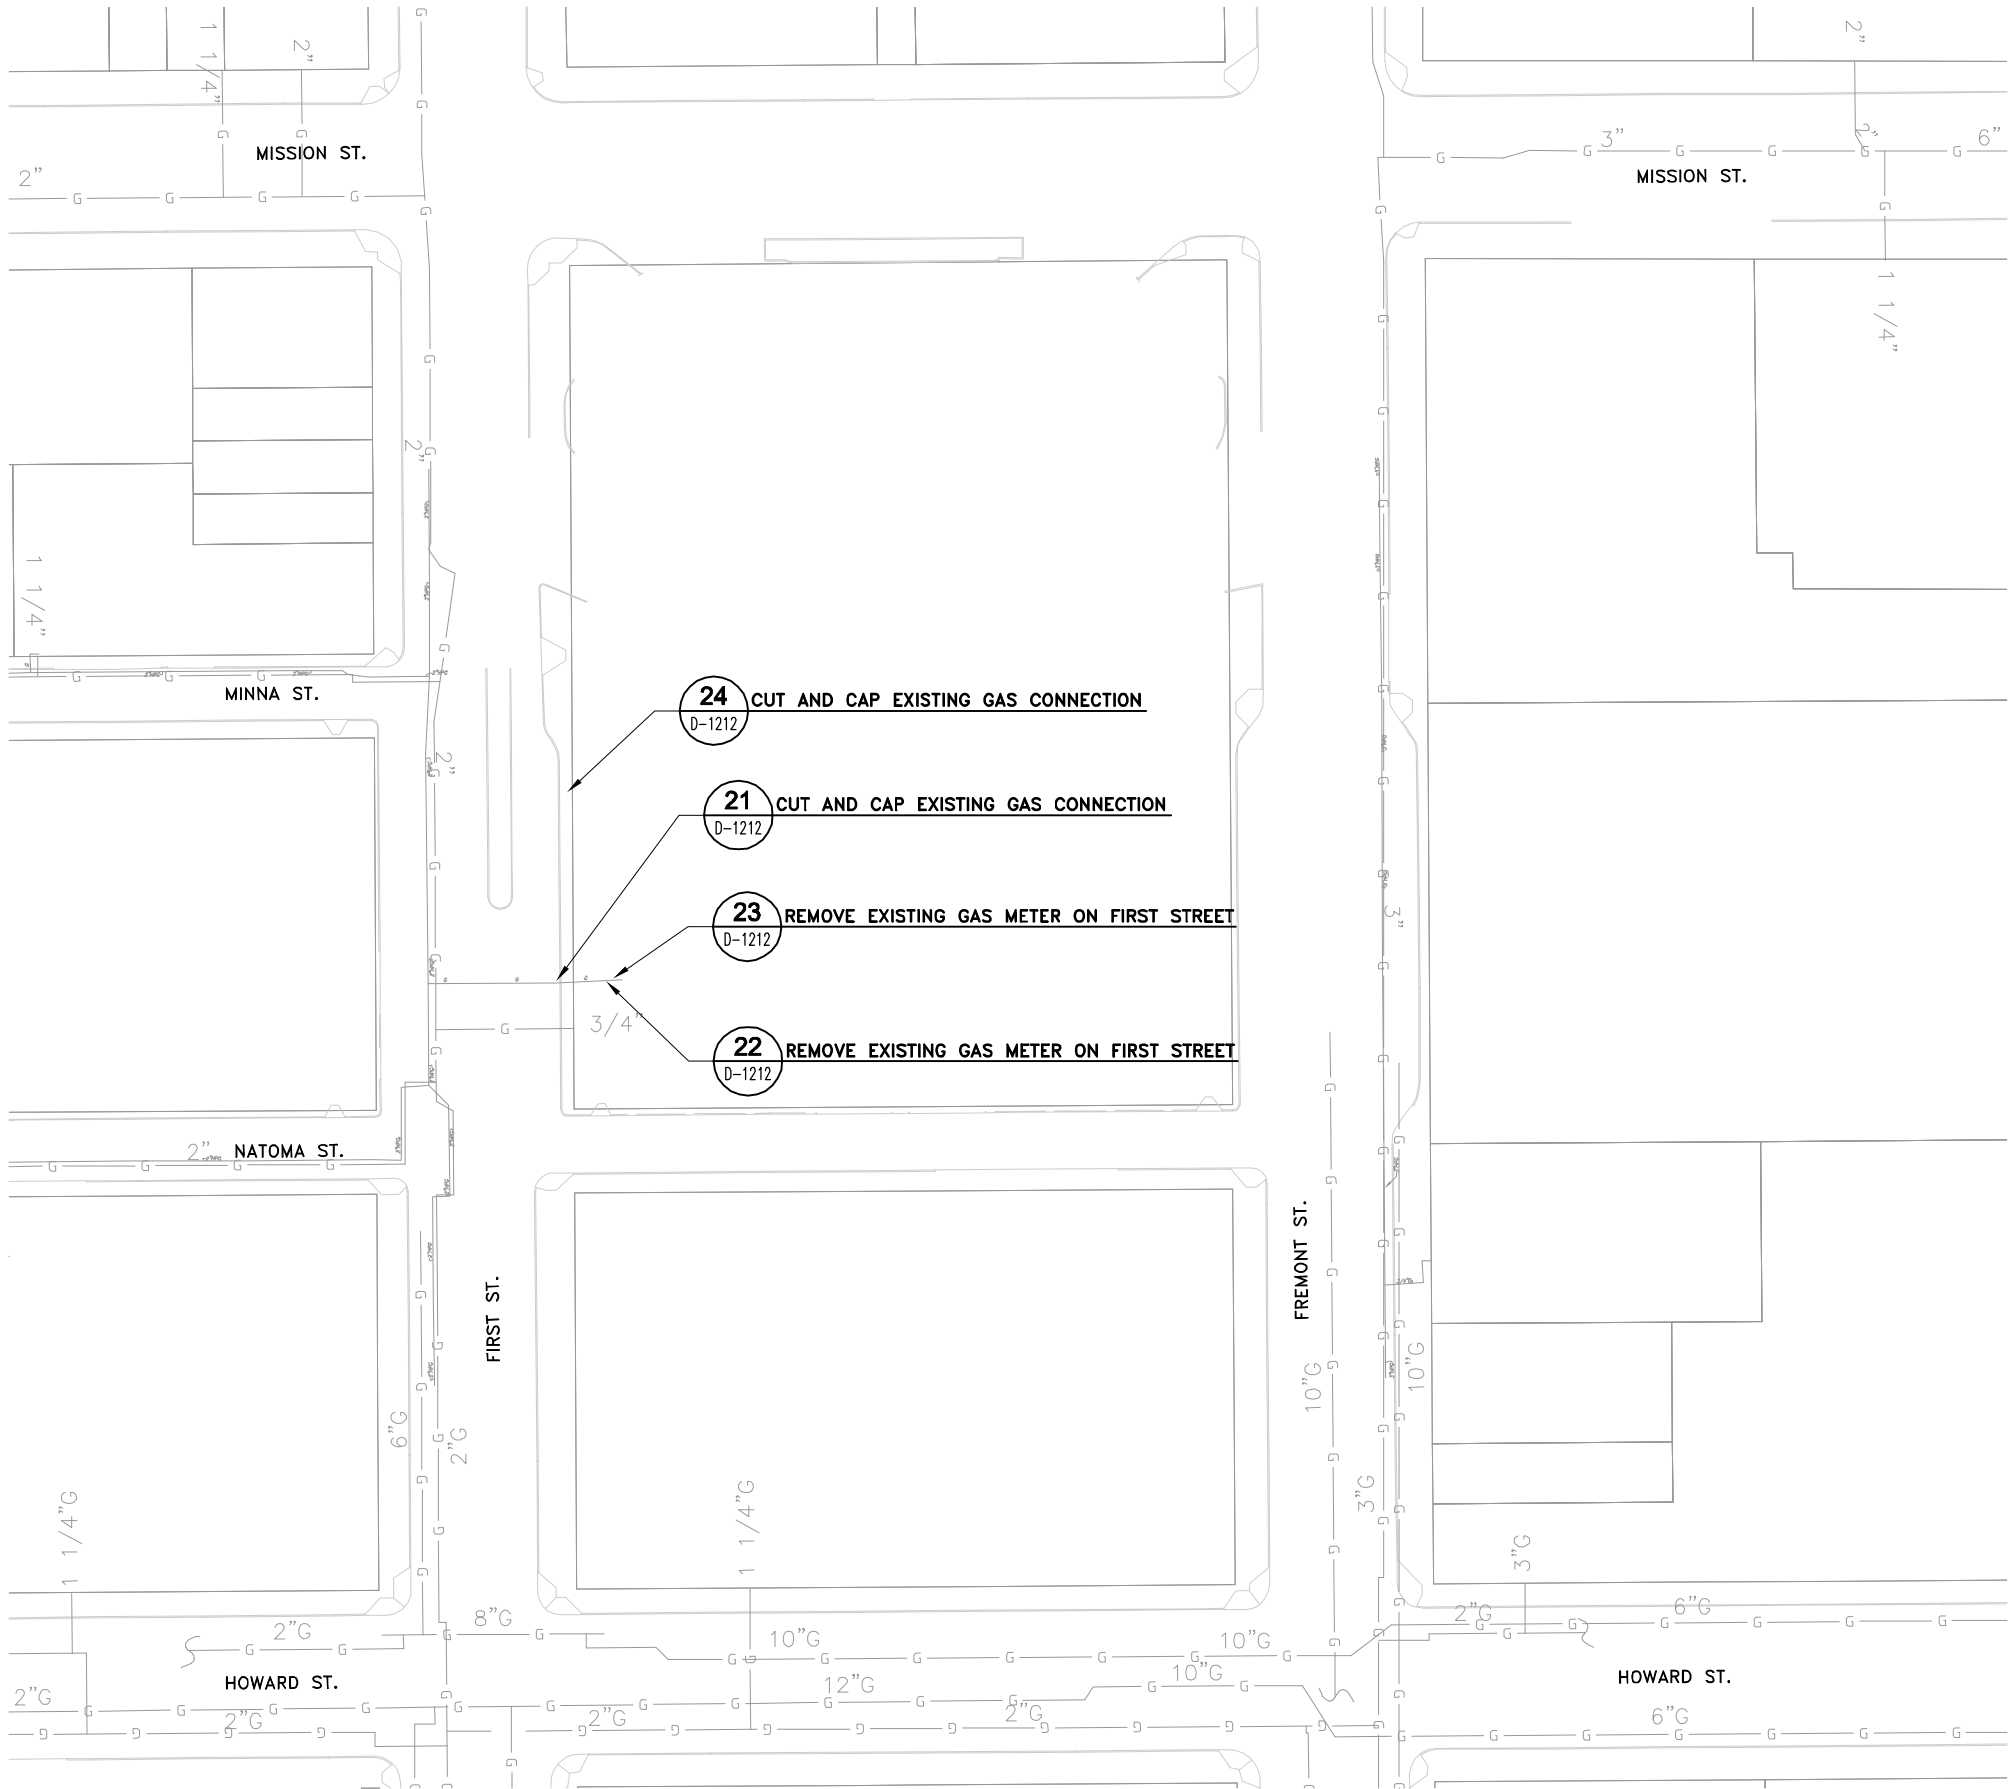 1 1/4"
2"
2"
MISSION ST.
2"
3"
2"
6"
MISSION ST.
1 1/4"
2"
1 1/4"
MINNA ST.
24
D-1212
CUT AND CAP EXISTING GAS CONNECTION
2"
21
D-1212
CUT AND CAP EXISTING GAS CONNECTION
23
D-1212
REMOVE EXISTING GAS METER ON FIRST STREET
3"
3/4"
22
D-1212
REMOVE EXISTING GAS METER ON FIRST STREET
2"
NATOMA ST.
FIRST ST.
FREMONT ST.
10"G
10"G
6"G
2"G
3"G
1 1/4"G
1 1/4"G
3"G
2"G
8"G
10"G
10"G
2"G
6"G
HOWARD ST.
HOWARD ST.
2"G
12"G
10"G
2"G
2"G
2"G
6"G